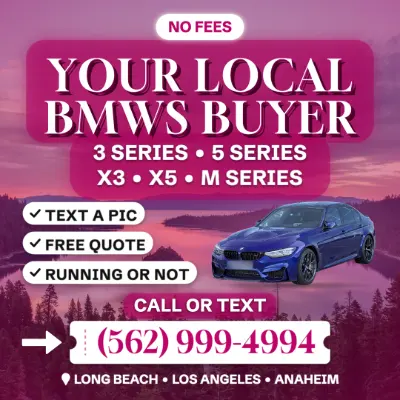 NO FEES
YOUR LOCAL
BMWS BUYER
3 SERIES • 5 SERIES
X3 • X5 • M SERIES
✓ TEXT A PIC
✓ FREE QUOTE
✓ RUNNING OR NOT
CALL OR TEXT
(562) 999-4994
LONG BEACH • LOS ANGELES • ANAHEIM